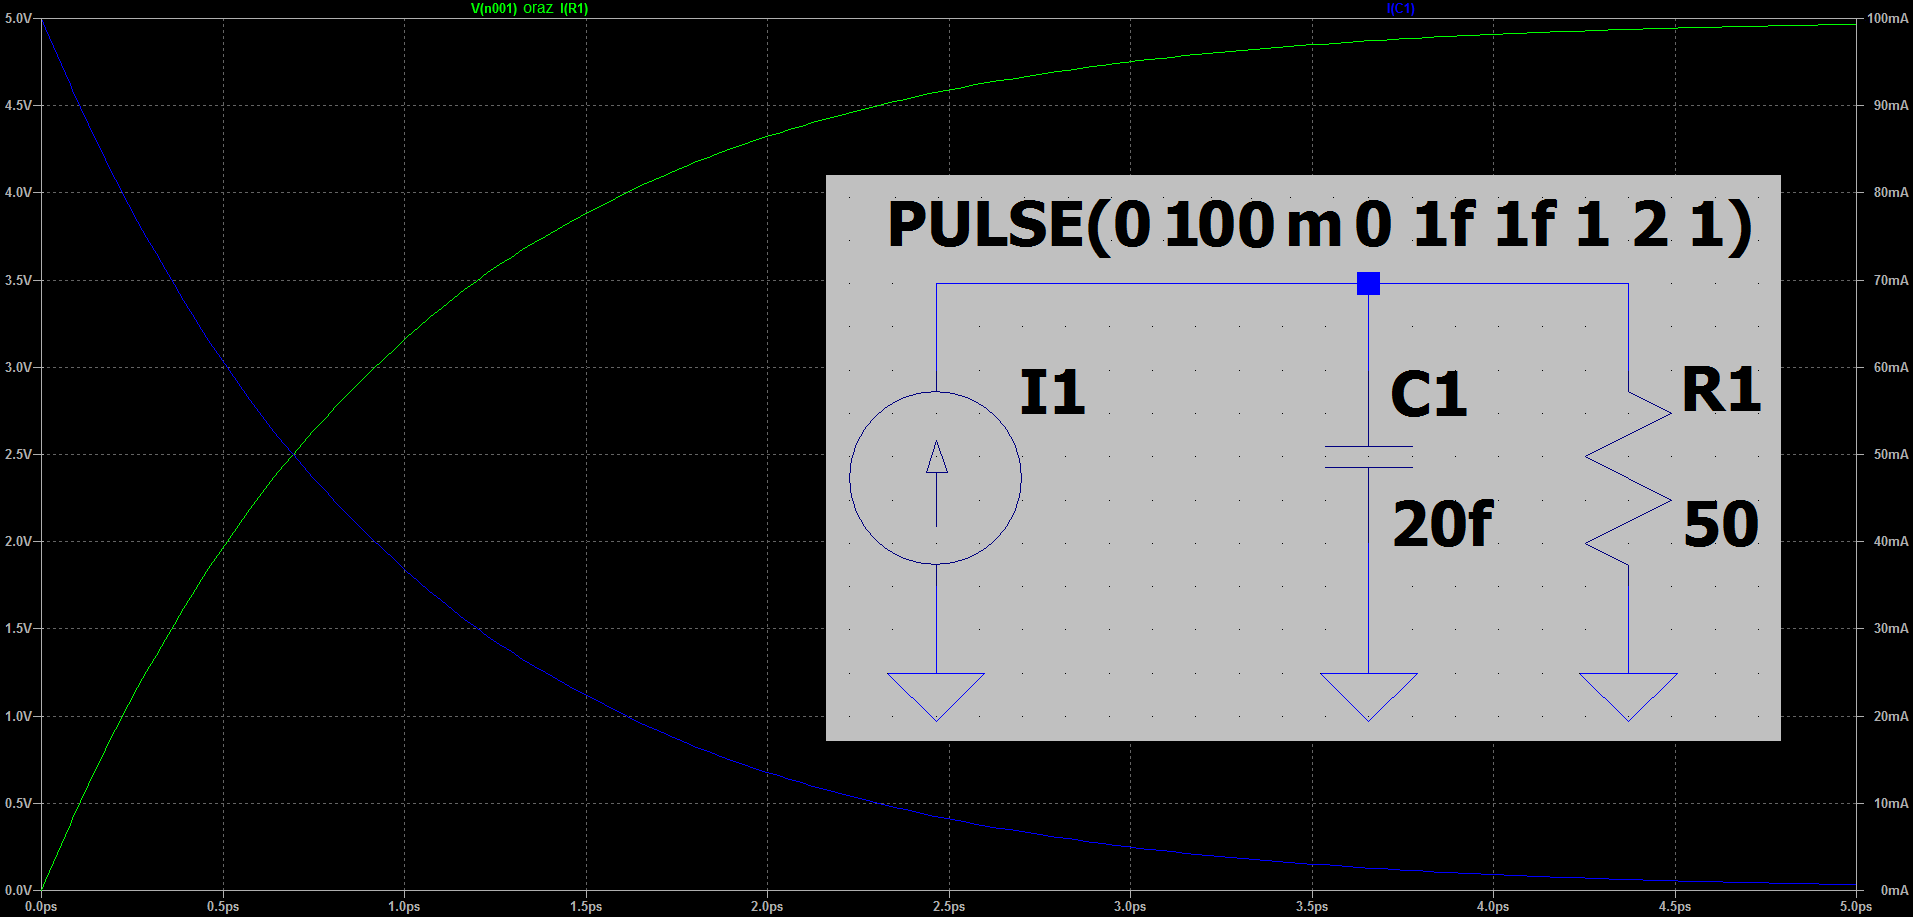 V(n001) oraz I(R1)
I(C1)
5.0V
4.5V
4.0V
3.5V
3.0V
2.5V
2.0V
1.5V
1.0V
0.5V
0.0V
100mA
90mA
80mA
70mA
60mA
50mA
40mA
30mA
20mA
10mA
0mA
PULSE(0 100 m 0 1f 1f 1 2 1)
I1
C1
R1
20f
50
0.0ps
0.5ps
1.0ps
1.5ps
2.0ps
2.5ps
3.0ps
3.5ps
4.0ps
4.5ps
5.0ps